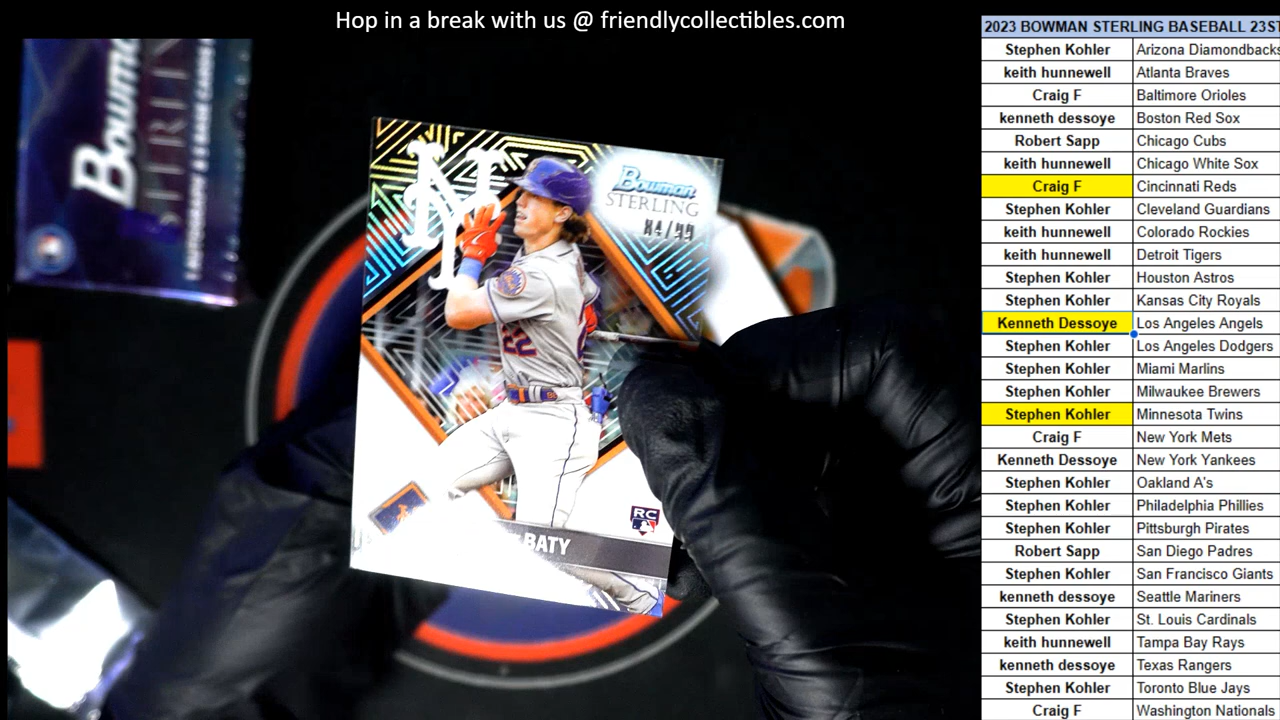 Hop in a break with us @ friendlycollectibles.com
Bowman
STERLING
84/99
22
BATY
RC
2023 BOWMAN STERLING BASEBALL 23ST
Stephen Kohler Arizona Diamondbacks
keith hunnewell Atlanta Braves
Craig F Baltimore Orioles
kenneth dessoye Boston Red Sox
Robert Sapp Chicago Cubs
keith hunnewell Chicago White Sox
Craig F Cincinnati Reds
Stephen Kohler Cleveland Guardians
keith hunnewell Colorado Rockies
keith hunnewell Detroit Tigers
Stephen Kohler Houston Astros
Stephen Kohler Kansas City Royals
Kenneth Dessoye Los Angeles Angels
Stephen Kohler Los Angeles Dodgers
Stephen Kohler Miami Marlins
Stephen Kohler Milwaukee Brewers
Stephen Kohler Minnesota Twins
Craig F New York Mets
Kenneth Dessoye New York Yankees
Stephen Kohler Oakland A's
Stephen Kohler Philadelphia Phillies
Stephen Kohler Pittsburgh Pirates
Robert Sapp San Diego Padres
Stephen Kohler San Francisco Giants
kenneth dessoye Seattle Mariners
Stephen Kohler St. Louis Cardinals
keith hunnewell Tampa Bay Rays
kenneth dessoye Texas Rangers
Stephen Kohler Toronto Blue Jays
Craig F Washington Nationals